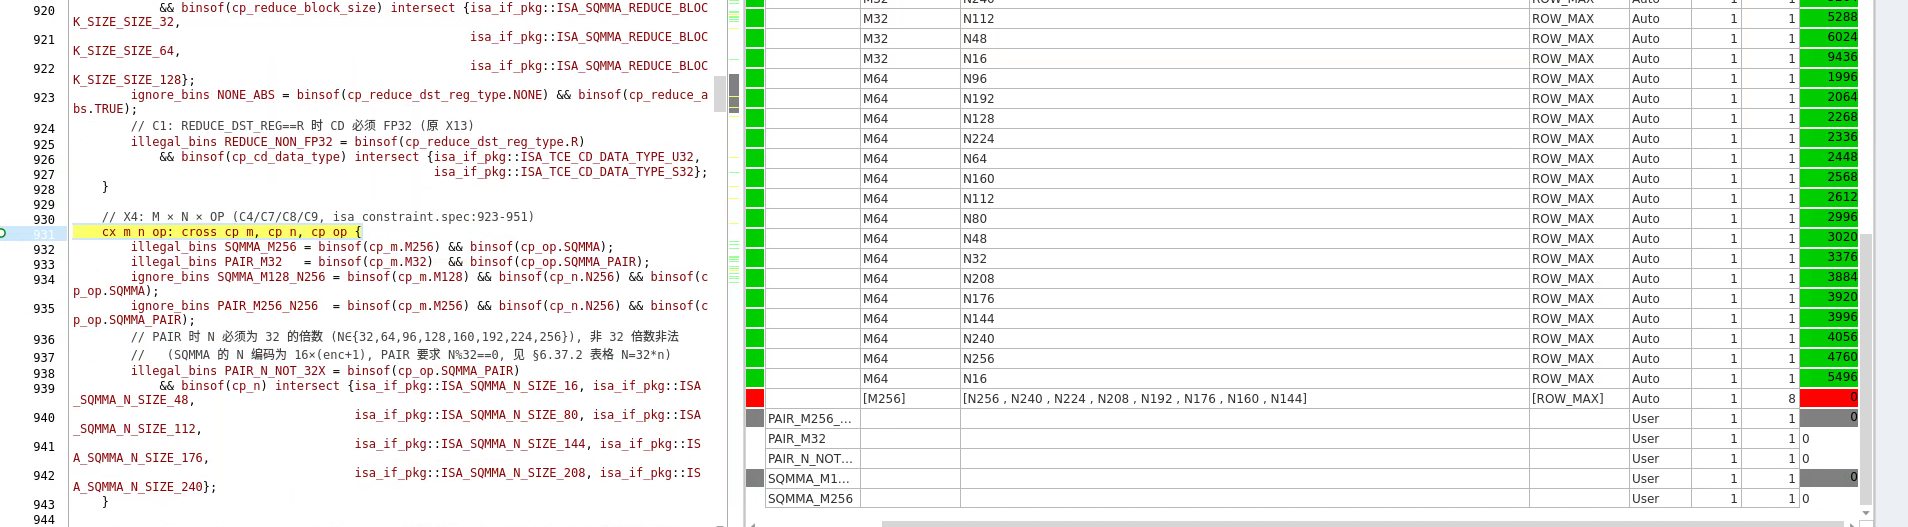 920 && binsof(cp_reduce_block_size) intersect {isa_if_pkg::ISA_SQMMA_REDUCE_BLOC
K_SIZE_SIZE_32,
921 isa_if_pkg::ISA_SQMMA_REDUCE_BLOC
K_SIZE_SIZE_64,
922 isa_if_pkg::ISA_SQMMA_REDUCE_BLOC
K_SIZE_SIZE_128};
923 ignore_bins NONE_ABS = binsof(cp_reduce_dst_reg_type.NONE) && binsof(cp_reduce_a
bs.TRUE);
924 // C1: REDUCE_DST_REG==R 时 CD 必须 FP32 (原 X13)
925 illegal_bins REDUCE_NON_FP32 = binsof(cp_reduce_dst_reg_type.R)
926 && binsof(cp_cd_data_type) intersect {isa_if_pkg::ISA_TCE_CD_DATA_TYPE_U32,
927 isa_if_pkg::ISA_TCE_CD_DATA_TYPE_S32};
928 }
929
930 // X4: M × N × OP (C4/C7/C8/C9, isa constraint.spec:923-951)
931 cx_m_n_op: cross cp_m, cp_n, cp_op {
932 illegal_bins SQMMA_M256 = binsof(cp_m.M256) && binsof(cp_op.SQMMA);
933 illegal_bins PAIR_M32 = binsof(cp_m.M32) && binsof(cp_op.SQMMA_PAIR);
934 ignore_bins SQMMA_M128_N256 = binsof(cp_m.M128) && binsof(cp_n.N256) && binsof(c
p_op.SQMMA);
935 ignore_bins PAIR_M256_N256 = binsof(cp_m.M256) && binsof(cp_n.N256) && binsof(c
p_op.SQMMA_PAIR);
936 // PAIR 时 N 必须为 32 的倍数 (N∈{32,64,96,128,160,192,224,256}), 非 32 倍数非法
937 // (SQMMA 的 N 编码为 16×(enc+1), PAIR 要求 N%32==0, 见 §6.37.2 表格 N=32*n)
938 illegal_bins PAIR_N_NOT_32X = binsof(cp_op.SQMMA_PAIR)
939 && binsof(cp_n) intersect {isa_if_pkg::ISA_SQMMA_N_SIZE_16, isa_if_pkg::ISA
_SQMMA_N_SIZE_48,
940 isa_if_pkg::ISA_SQMMA_N_SIZE_80, isa_if_pkg::ISA
_SQMMA_N_SIZE_112,
941 isa_if_pkg::ISA_SQMMA_N_SIZE_144, isa_if_pkg::IS
A_SQMMA_N_SIZE_176,
942 isa_if_pkg::ISA_SQMMA_N_SIZE_208, isa_if_pkg::IS
A_SQMMA_N_SIZE_240};
943 }
944
M32 N112 ROW_MAX Auto 1 1 5288
M32 N48 ROW_MAX Auto 1 1 6024
M32 N16 ROW_MAX Auto 1 1 9436
M64 N96 ROW_MAX Auto 1 1 1996
M64 N192 ROW_MAX Auto 1 1 2064
M64 N128 ROW_MAX Auto 1 1 2268
M64 N224 ROW_MAX Auto 1 1 2336
M64 N64 ROW_MAX Auto 1 1 2448
M64 N160 ROW_MAX Auto 1 1 2568
M64 N112 ROW_MAX Auto 1 1 2612
M64 N80 ROW_MAX Auto 1 1 2996
M64 N48 ROW_MAX Auto 1 1 3020
M64 N32 ROW_MAX Auto 1 1 3376
M64 N208 ROW_MAX Auto 1 1 3884
M64 N176 ROW_MAX Auto 1 1 3920
M64 N144 ROW_MAX Auto 1 1 3996
M64 N240 ROW_MAX Auto 1 1 4056
M64 N256 ROW_MAX Auto 1 1 4760
M64 N16 ROW_MAX Auto 1 1 5496
[M256] [N256 , N240 , N224 , N208 , N192 , N176 , N160 , N144] [ROW_MAX] Auto 1 8 0
PAIR_M256_... User 1 1 0
PAIR_M32 User 1 1 0
PAIR_N_NOT... User 1 1 0
SQMMA_M1... User 1 1 0
SQMMA_M256 User 1 1 0